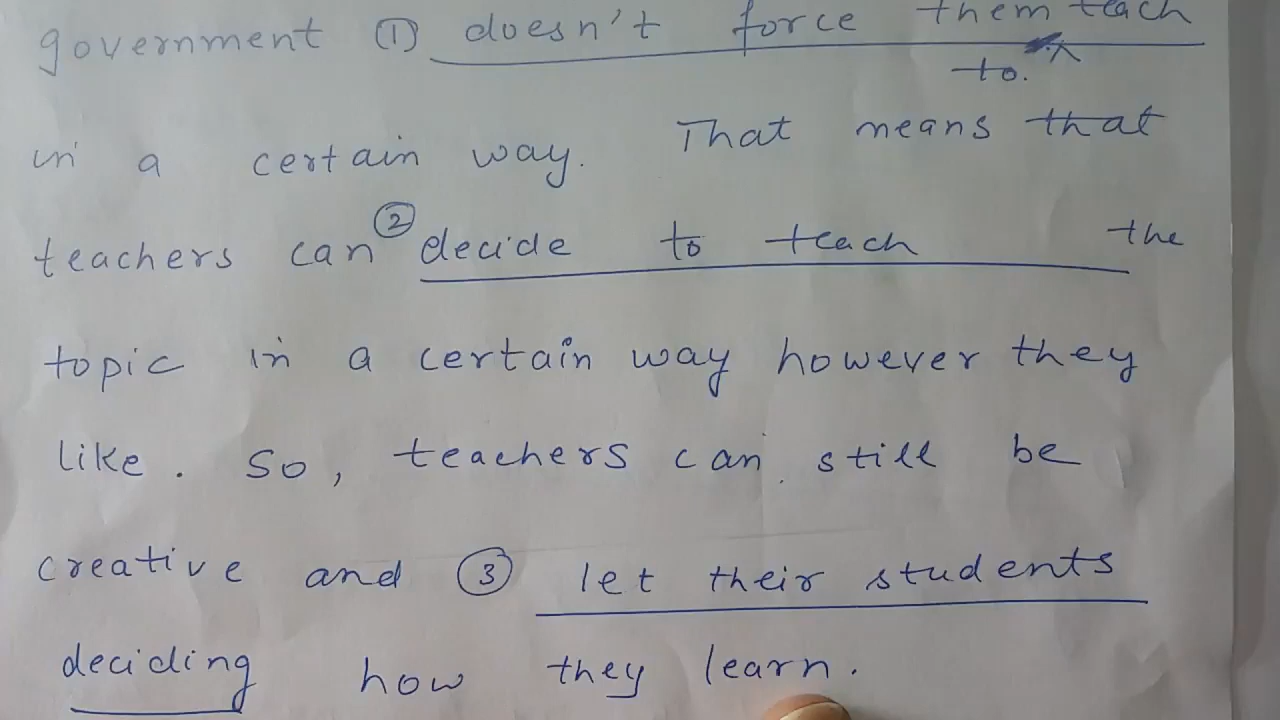 government ① doesn't force them teach
to.^
in a certain way. That means that
teachers can ② decide to teach the
topic in a certain way however they
like. So, teachers can still be
creative and ③ let their students
deciding how they learn.